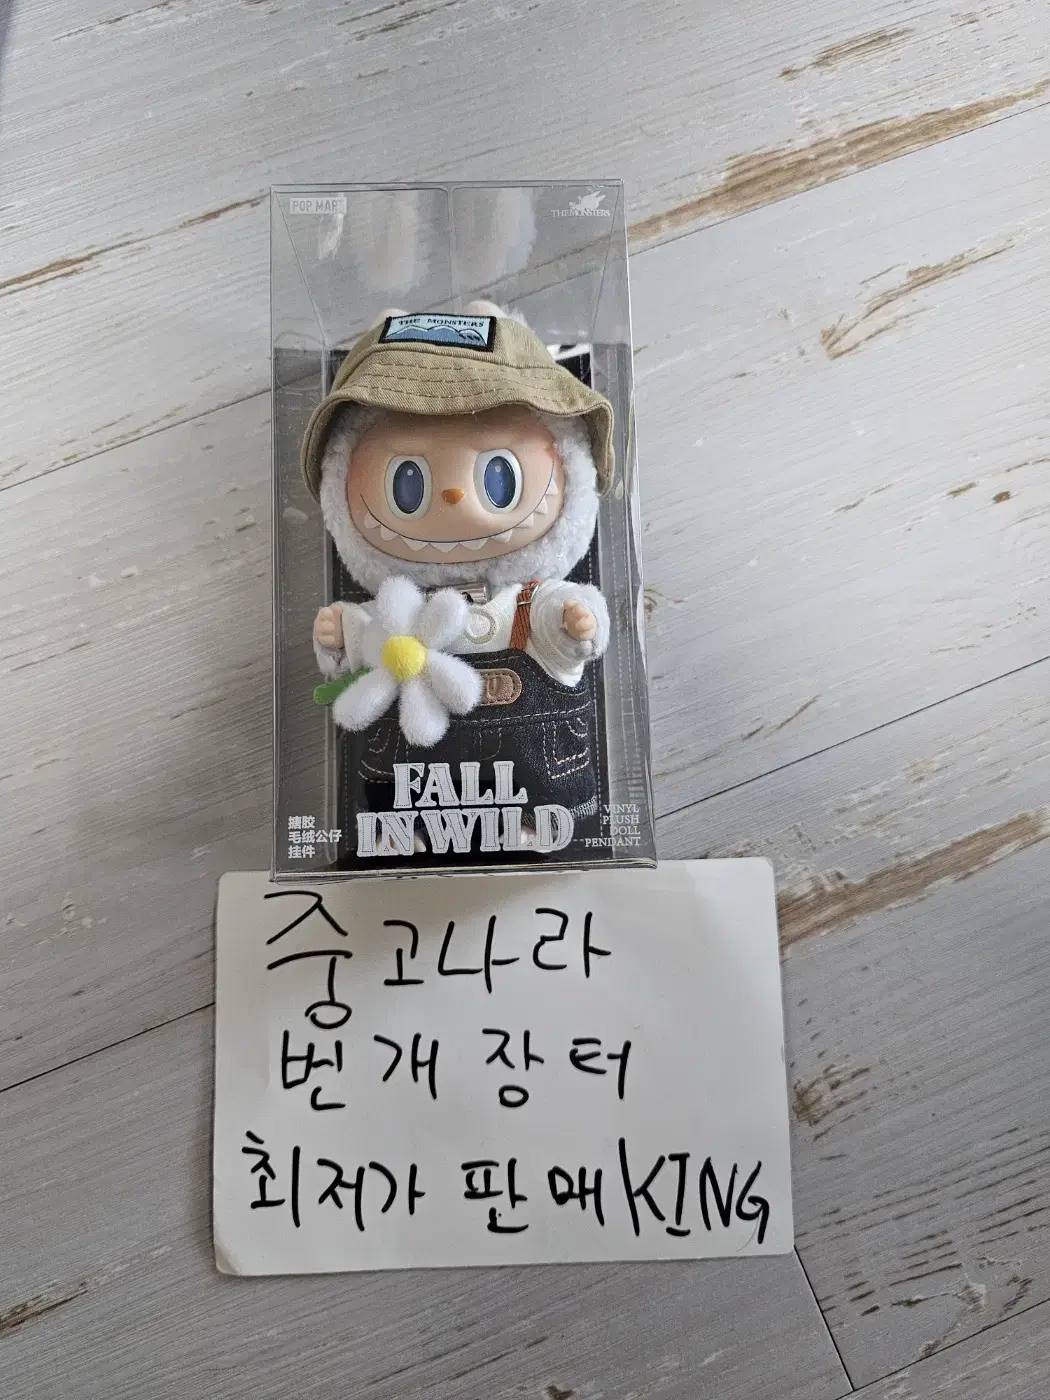 POP MART
THE MONSTERS
THE MONSTERS
FALL
IN WILD
搪胶
毛绒公仔
挂件
VINYL
PLUSH
DOLL
PENDANT
중고나라
번개장터
최저가 판매KING